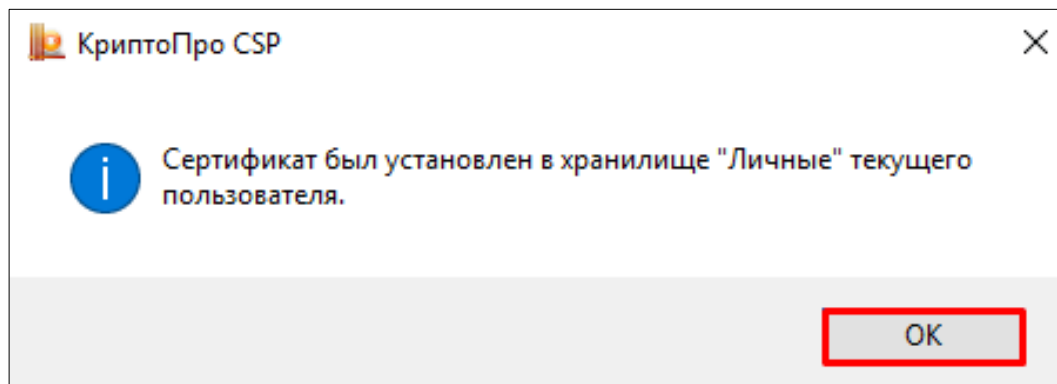 КриптоПро CSP
Сертификат был установлен в хранилище "Личные" текущего
пользователя.
OK